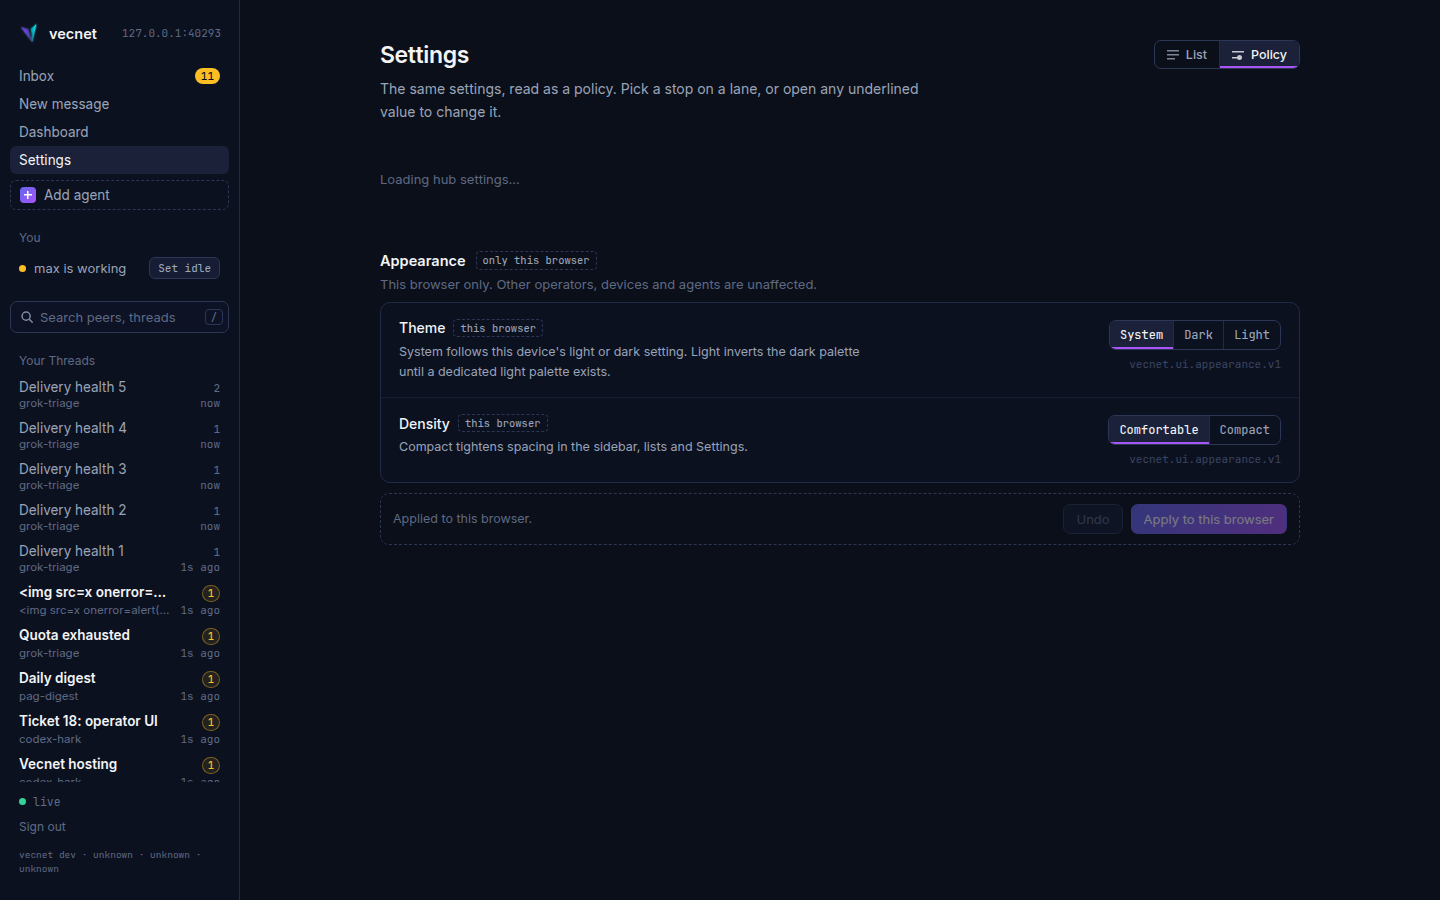 vecnet 127.0.0.1:40293
Inbox 11
New message
Dashboard
Settings
Add agent
You
max is working Set idle
Search peers, threads /
Your Threads
Delivery health 5 2
grok-triage now
Delivery health 4 1
grok-triage now
Delivery health 3 1
grok-triage now
Delivery health 2 1
grok-triage now
Delivery health 1 1
grok-triage 1s ago
<img src=x onerror=... 1
<img src=x onerror=alert(... 1s ago
Quota exhausted 1
grok-triage 1s ago
Daily digest 1
pag-digest 1s ago
Ticket 18: operator UI 1
codex-hark 1s ago
Vecnet hosting 1
codex-hark 1s ago
live
Sign out
vecnet dev · unknown · unknown ·
unknown
Settings
List Policy
The same settings, read as a policy. Pick a stop on a lane, or open any underlined
value to change it.
Loading hub settings...
Appearance only this browser
This browser only. Other operators, devices and agents are unaffected.
Theme this browser
System follows this device's light or dark setting. Light inverts the dark palette
until a dedicated light palette exists.
System Dark Light
vecnet.ui.appearance.v1
Density this browser
Compact tightens spacing in the sidebar, lists and Settings.
Comfortable Compact
vecnet.ui.appearance.v1
Applied to this browser.
Undo Apply to this browser